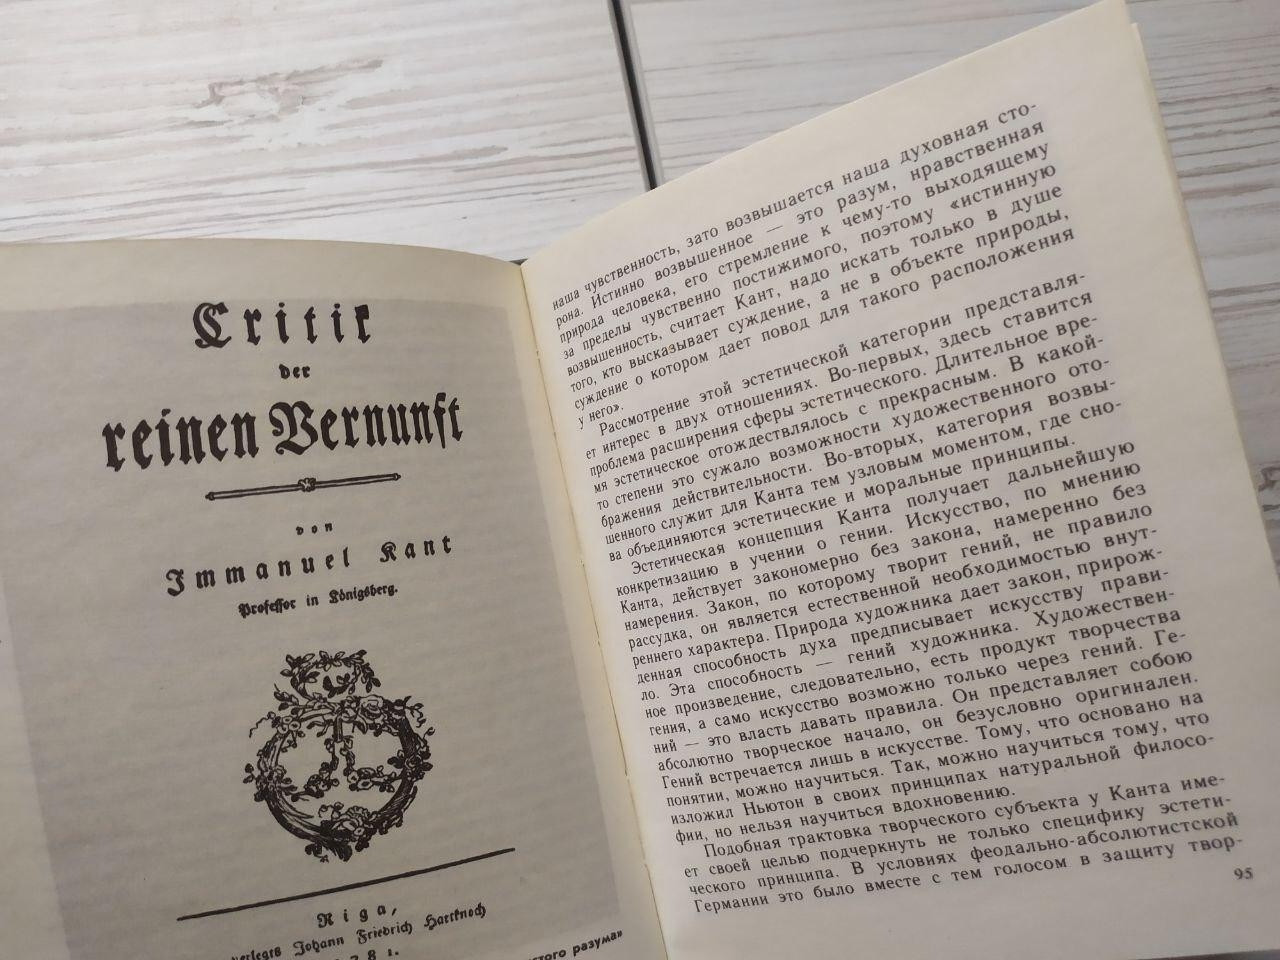 Critik
der
reinen Vernunft
von
Immanuel Kant
Professor in Königsberg.
Riga,
verlegts Johann Friedrich Hartknoch
1781.
разума»
наша чувственность, зато возвышается наша духовная сто-
рона. Истинно возвышенное — это разум, нравственная
природа человека, его стремление к чему-то выходящему
за пределы чувственно постижимого, поэтому «истинную
возвышенность, считает Кант, надо искать только в душе
того, кто высказывает суждение, а не в объекте природы,
суждение о котором дает повод для такого расположения
у него».
Рассмотрение этой эстетической категории представля-
ет интерес в двух отношениях. Во-первых, здесь ставится
проблема расширения сферы эстетического. Длительное вре-
мя эстетическое отождествлялось с прекрасным. В какой-
то степени это сужало возможности художественного ото-
бражения действительности. Во-вторых, категория возвы-
шенного служит для Канта тем узловым моментом, где сно-
ва объединяются эстетические и моральные принципы.
Эстетическая концепция Канта получает дальнейшую
конкретизацию в учении о гении. Искусство, по мнению
Канта, действует закономерно без закона, намеренно без
намерения. Закон, по которому творит гений, не правило
рассудка, он является естественной необходимостью внут-
реннего характера. Природа художника дает закон, прирож-
денная способность духа предписывает искусству прави-
ло. Эта способность — гений художника. Художествен-
ное произведение, следовательно, есть продукт творчества
гения, а само искусство возможно только через гений. Ге-
ний — это власть давать правила. Он представляет собою
абсолютно творческое начало, он безусловно оригинален.
Гений встречается лишь в искусстве. Тому, что основано на
понятии, можно научиться. Так, можно научиться тому, что
изложил Ньютон в своих принципах натуральной филосо-
фии, но нельзя научиться вдохновению.
Подобная трактовка творческого субъекта у Канта име-
ет своей целью подчеркнуть не только специфику эстети-
ческого принципа. В условиях феодально-абсолютистской
Германии это было вместе с тем голосом в защиту твор-
95